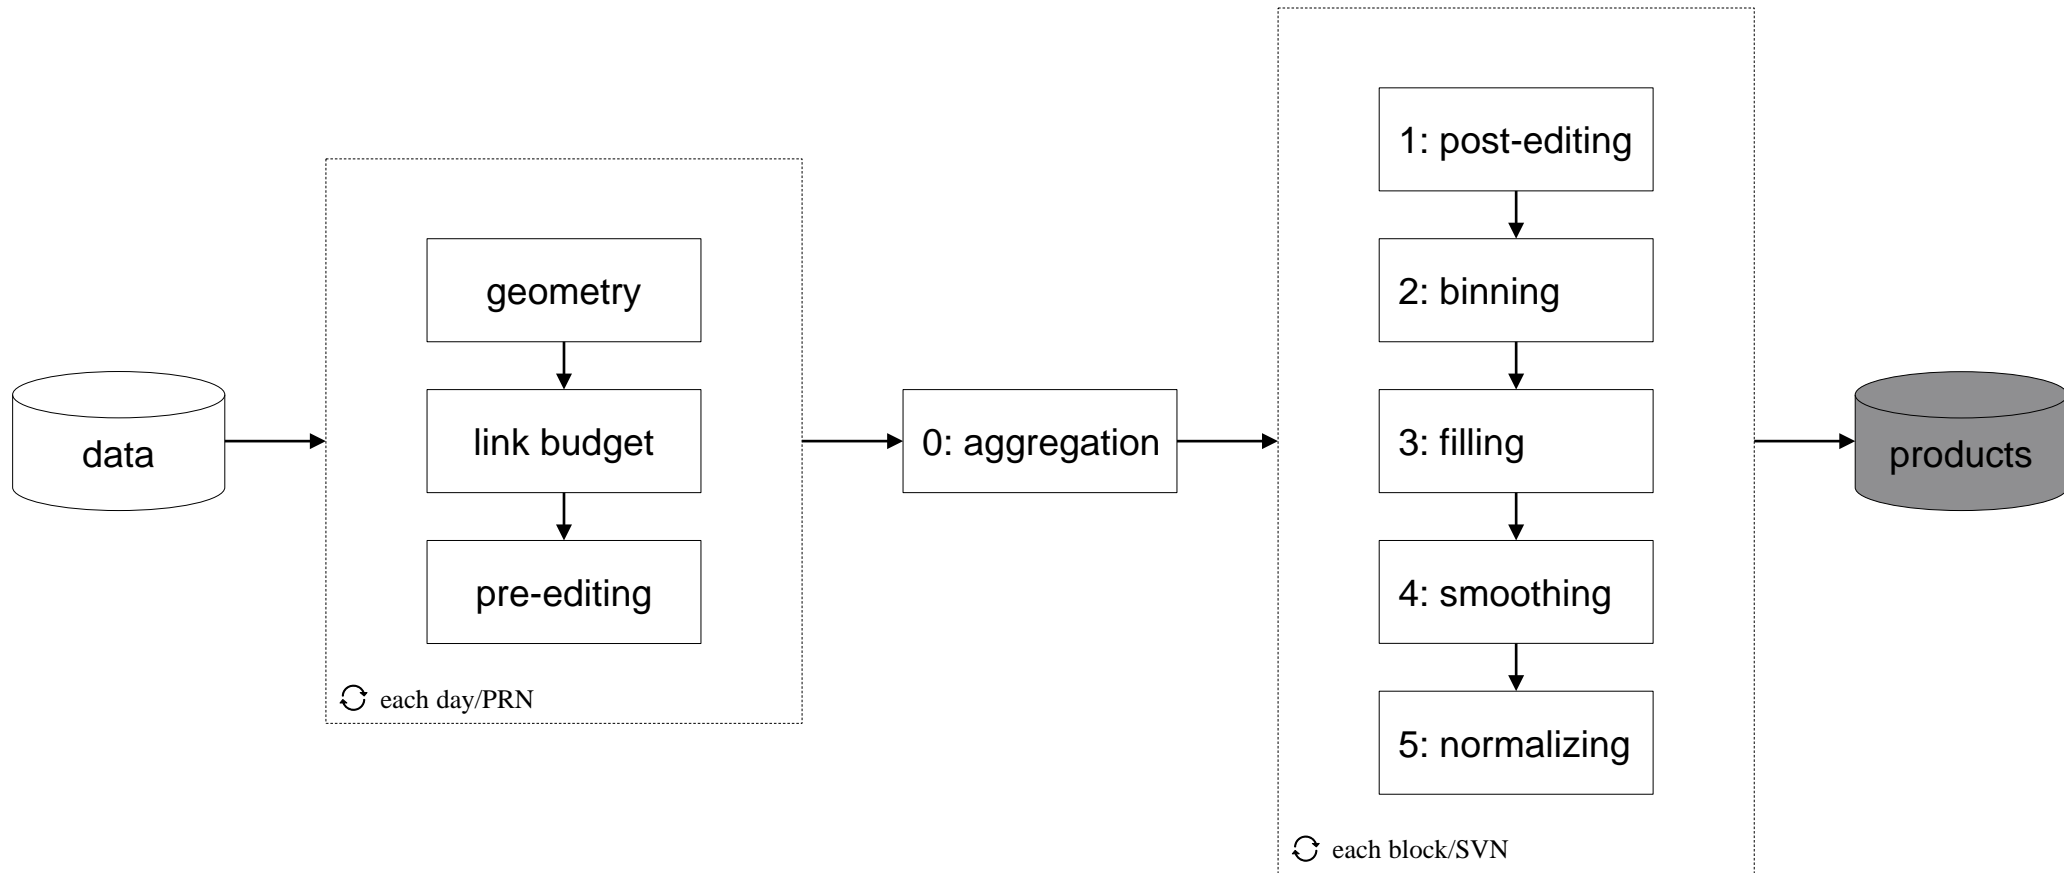 data
geometry
link budget
pre-editing
each day/PRN
0: aggregation
1: post-editing
2: binning
3: filling
4: smoothing
5: normalizing
each block/SVN
products